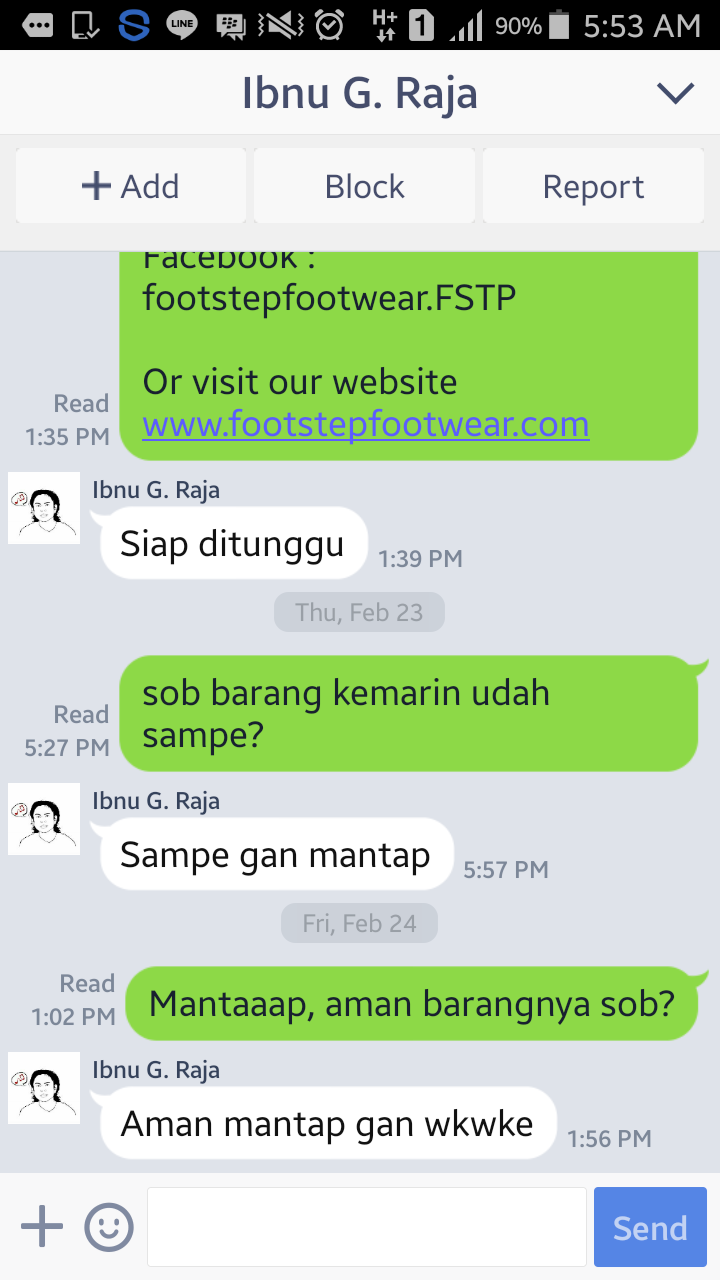 LINE
H+
1
90%
5:53 AM
Ibnu G. Raja
+ Add
Block
Report
Facebook :
footstepfootwear.FSTP
Or visit our website
www.footstepfootwear.com
Read
1:35 PM
Ibnu G. Raja
Siap ditunggu
1:39 PM
Thu, Feb 23
sob barang kemarin udah
sampe?
Read
5:27 PM
Ibnu G. Raja
Sampe gan mantap
5:57 PM
Fri, Feb 24
Read
1:02 PM
Mantaaap, aman barangnya sob?
Ibnu G. Raja
Aman mantap gan wkwke
1:56 PM
Send